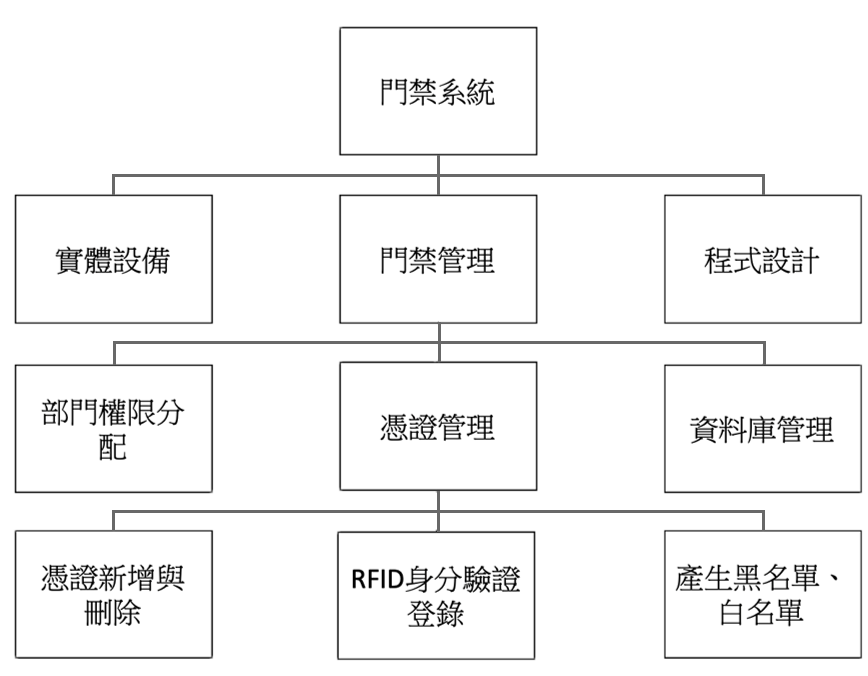 門禁系統
實體設備
門禁管理
程式設計
部門權限分
配
憑證管理
資料庫管理
憑證新增與
刪除
RFID身分驗證
登錄
產生黑名單、
白名單